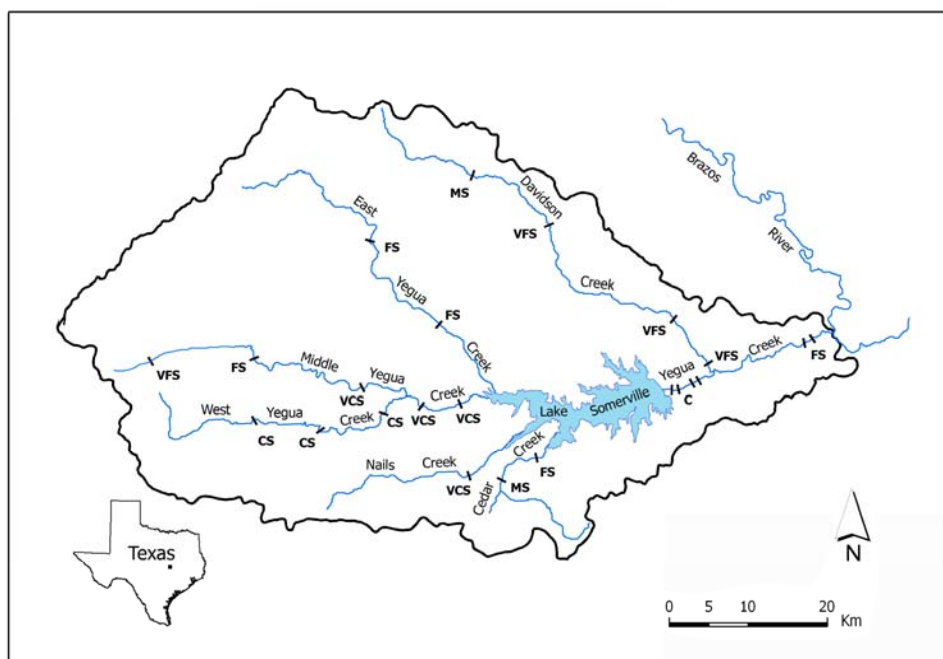 Brazos
River
MS
Davidson
VFS
Creek
VFS
VFS
East
FS
Yegua
FS
Creek
Yegua
Creek
FS
C
VFS
FS
Middle
Yegua
VCS
Creek
VCS
VCS
West
Yegua
Creek
CS
CS
CS
Lake
Somerville
Nails
Creek
VCS
Cedar
Creek
MS
FS
Texas
N
0 5 10 20 Km